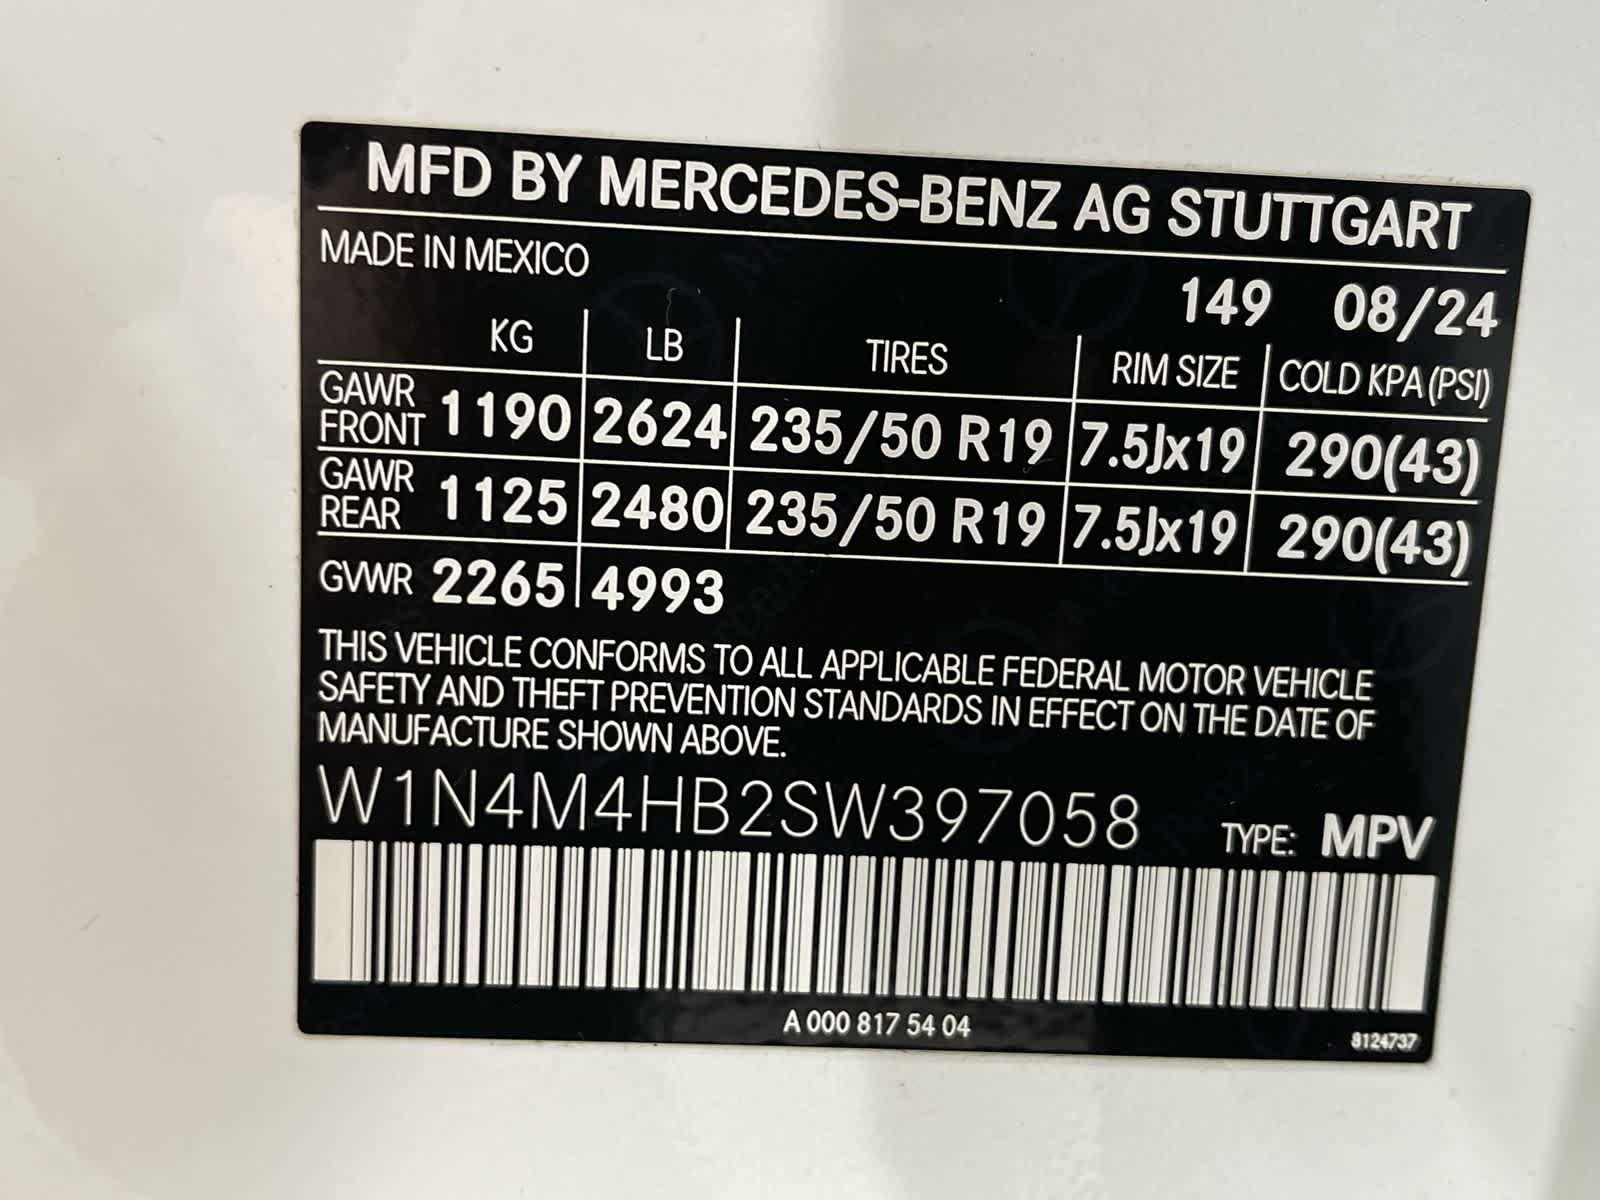 MFD BY MERCEDES-BENZ AG STUTTGART
MADE IN MEXICO
149 08/24
KG LB TIRES RIM SIZE COLD KPA (PSI)
GAWR FRONT 1190 2624 235/50 R19 7.5Jx19 290(43)
GAWR REAR 1125 2480 235/50 R19 7.5Jx19 290(43)
GVWR 2265 4993
THIS VEHICLE CONFORMS TO ALL APPLICABLE FEDERAL MOTOR VEHICLE
SAFETY AND THEFT PREVENTION STANDARDS IN EFFECT ON THE DATE OF
MANUFACTURE SHOWN ABOVE.
W1N4M4HB2SW397058 TYPE: MPV
A 000 817 54 04
8124737